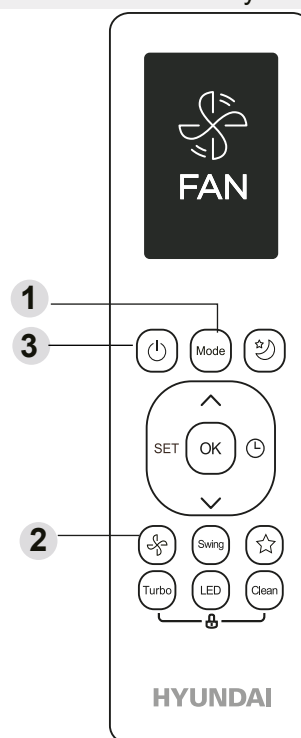 FAN
1
3
Mode
SET OK
2
Swing
Turbo LED Clean
HYUNDAI